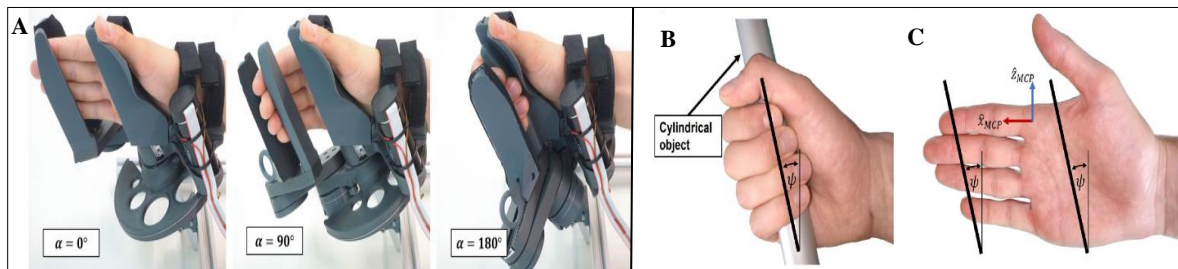 A
α = 0°
α = 90°
α = 180°
B
Cylindrical
object
ψ
C
ẑMCP
x̂MCP
ψ
ψ